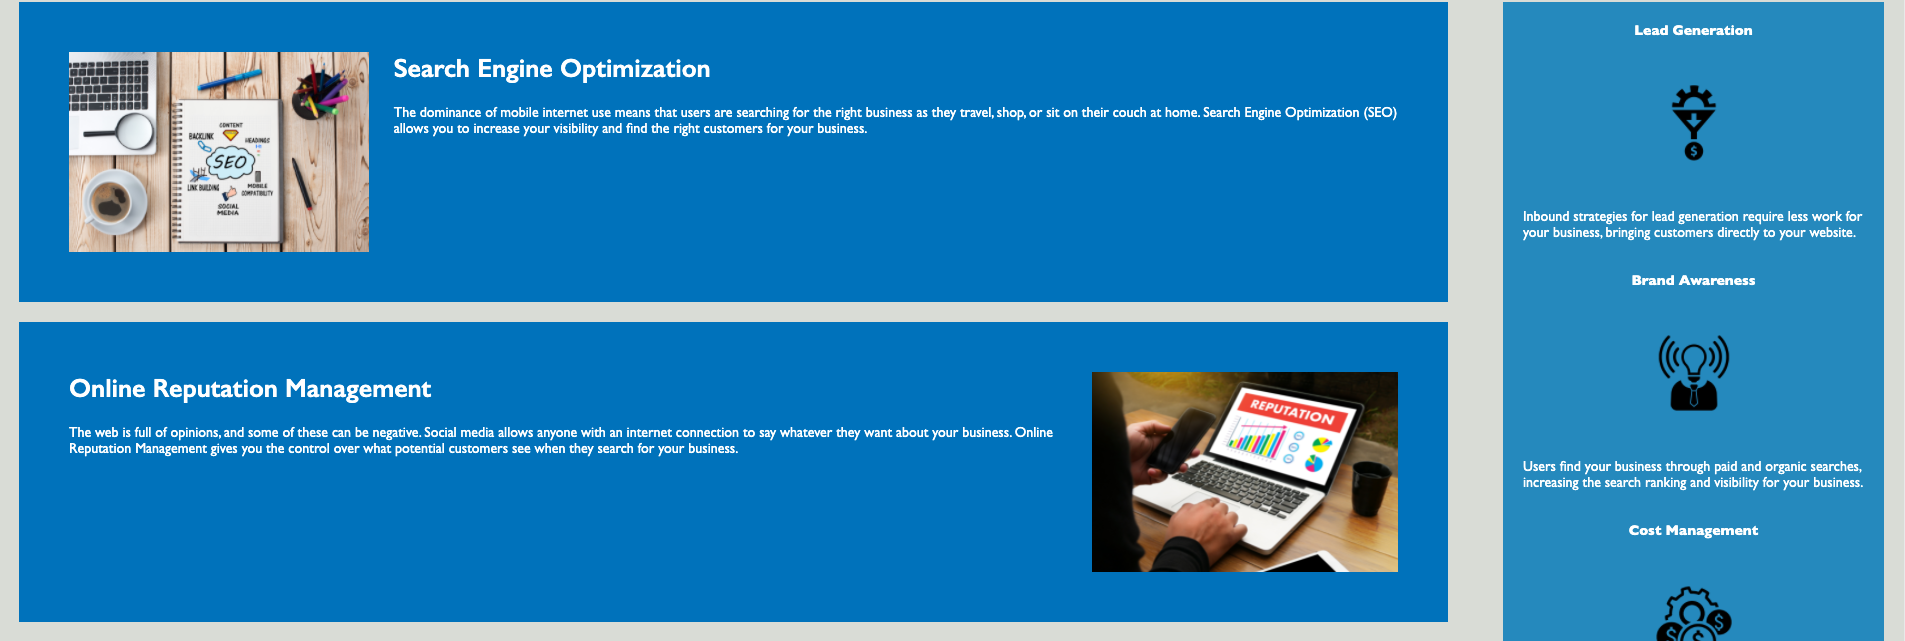 Search Engine Optimization
The dominance of mobile internet use means that users are searching for the right business as they travel, shop, or sit on their couch at home. Search Engine Optimization (SEO)
allows you to increase your visibility and find the right customers for your business.
CONTENT
BACKLINK
HEADINGS
SEO
LINK BUILDING
MOBILE
COMPATIBILITY
SOCIAL
MEDIA
Online Reputation Management
The web is full of opinions, and some of these can be negative. Social media allows anyone with an internet connection to say whatever they want about your business. Online
Reputation Management gives you the control over what potential customers see when they search for your business.
REPUTATION
Lead Generation
$
Inbound strategies for lead generation require less work for
your business, bringing customers directly to your website.
Brand Awareness
Users find your business through paid and organic searches,
increasing the search ranking and visibility for your business.
Cost Management
$ $ $